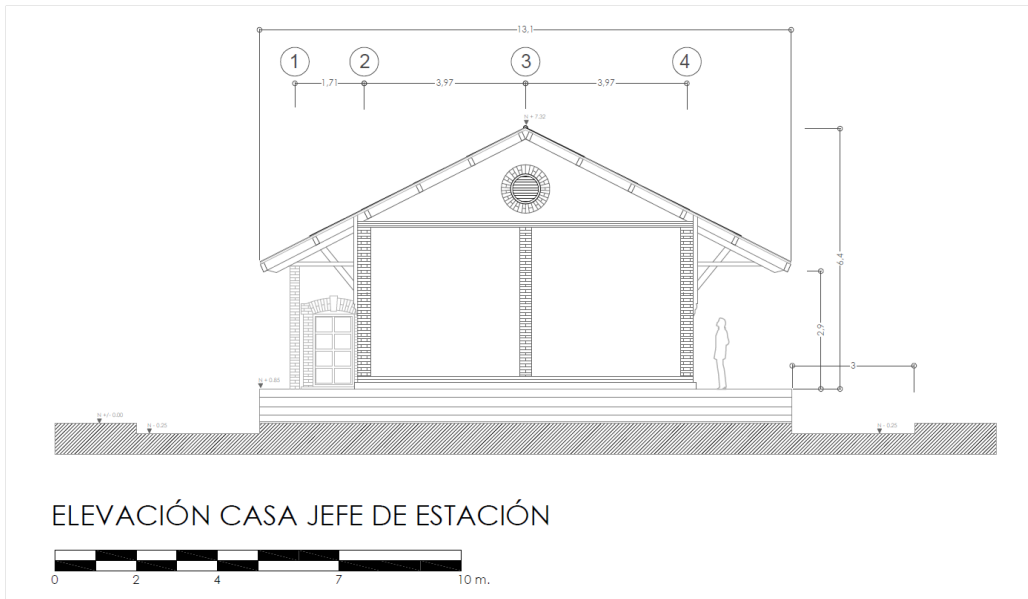 13,1
1 2 3 4
1,71 3,97 3,97
N + 7.32
6,4
2,9
3
N + 0.85
N +/- 0.00
N - 0.25
N - 0.25
ELEVACIÓN CASA JEFE DE ESTACIÓN
0 2 4 7 10 m.